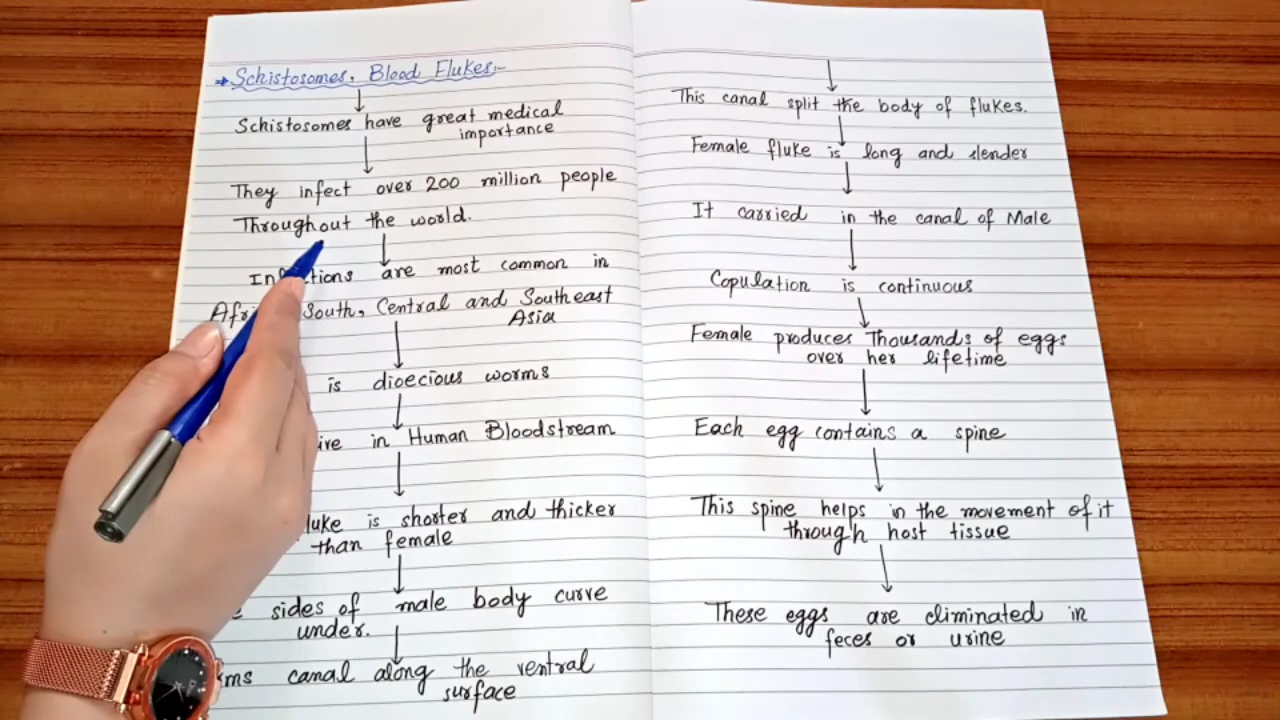 Schistosomes, Blood Flukes:-
Schistosomes have great medical
importance
They infect over 200 million people
Throughout the world.
are most common in
South, Central and Southeast
Asia
is dioecious worms
in Human Bloodstream
is shorter and thicker
than female
sides of male body curve
under.
canal along the ventral
surface
This canal split the body of flukes.
Female fluke is long and slender
It carried in the canal of Male
Copulation is continuous
Female produces Thousands of eggs
over her lifetime
Each egg contains a spine
This spine helps in the movement of it
through host tissue
These eggs are eliminated in
feces or urine